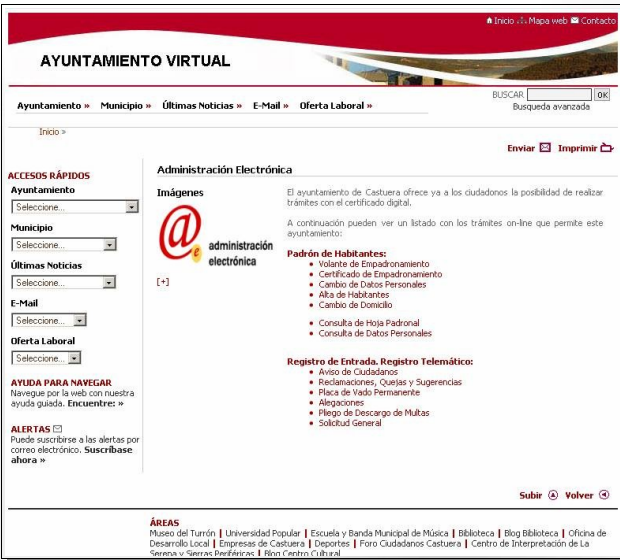 Inicio Mapa web Contacto
AYUNTAMIENTO VIRTUAL
Ayuntamiento » Municipio » Últimas Noticias » E-Mail » Oferta Laboral »
BUSCAR OK
Busqueda avanzada
Inicio »
Enviar Imprimir
ACCESOS RÁPIDOS
Ayuntamiento
Seleccione...
Municipio
Seleccione...
Últimas Noticias
Seleccione...
E-Mail
Seleccione...
Oferta Laboral
Seleccione...
AYUDA PARA NAVEGAR
Navegue por la web con nuestra
ayuda guiada. Encuentre: »
ALERTAS
Puede suscribirse a las alertas por
correo electrónico. Suscríbase
ahora »
Administración Electrónica
Imágenes
@e administración
electrónica
[+]
El ayuntamiento de Castuera ofrece ya a los ciudadonos la posibilidad de realizar
trámites con el certificado digital.
A continuación pueden ver un listado con los trámites on-line que permite este
ayuntamiento:
Padrón de Habitantes:
• Volante de Empadronamiento
• Certificado de Empadronamiento
• Cambio de Datos Personales
• Alta de Habitantes
• Cambio de Domicilio
• Consulta de Hoja Padronal
• Consulta de Datos Personales
Registro de Entrada. Registro Telemático:
• Aviso de Ciudadanos
• Reclamaciones, Quejas y Sugerencias
• Placa de Vado Permanente
• Alegaciones
• Pliego de Descargo de Multas
• Solicitud General
Subir Volver
ÁREAS
Museo del Turrón | Universidad Popular | Escuela y Banda Municipal de Música | Biblioteca | Blog Biblioteca | Oficina de
Desarrollo Local | Empresas de Castuera | Deportes | Foro Ciudadanos Castuera | Centro de Interpretación de La
Serena y Sierras Periféricas | Blog Centro Cultural